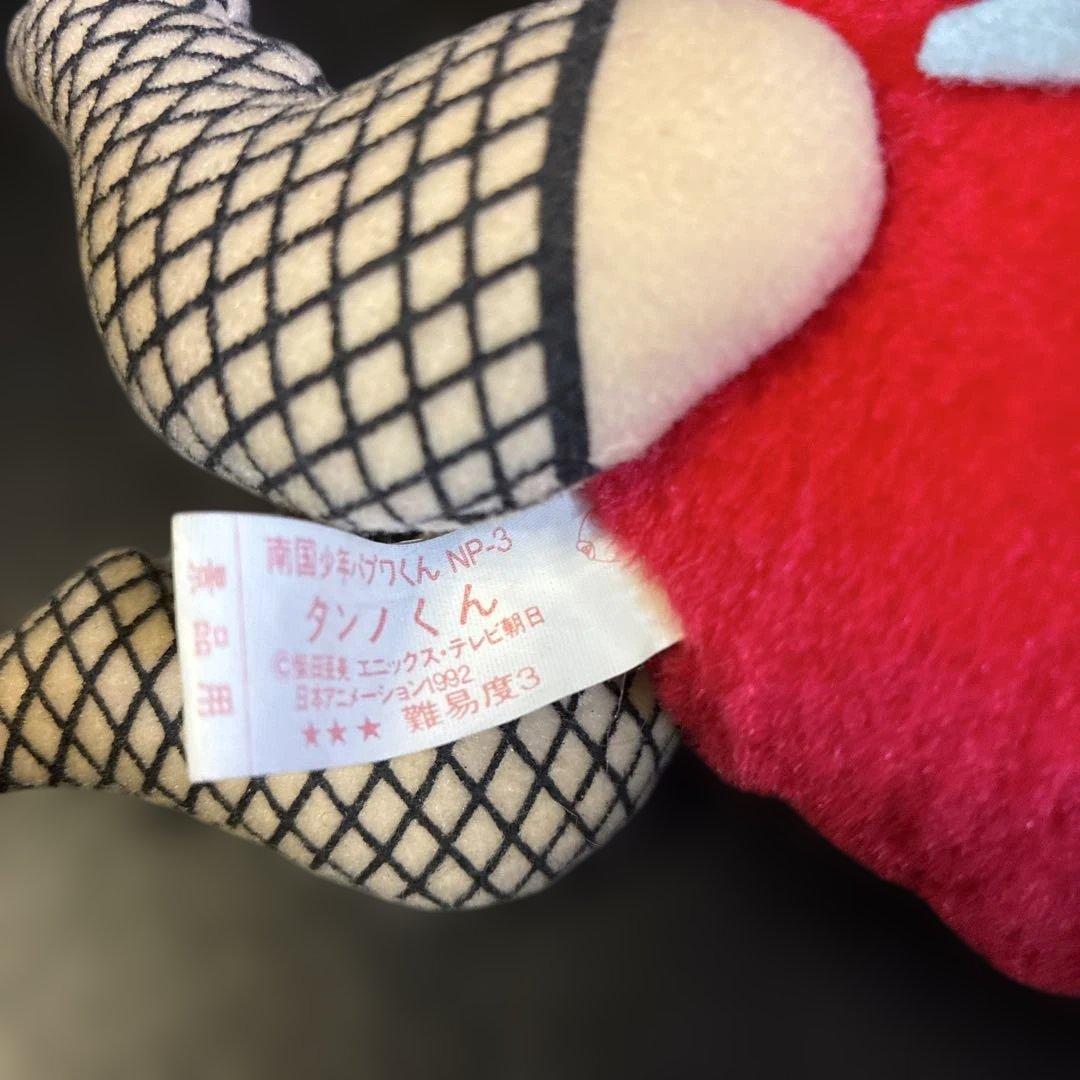 景品用
南国少年パプワくん NP-3
タンノくん
©柴田亜美 エニックス・テレビ朝日
日本アニメーション1992
★★★ 難易度3